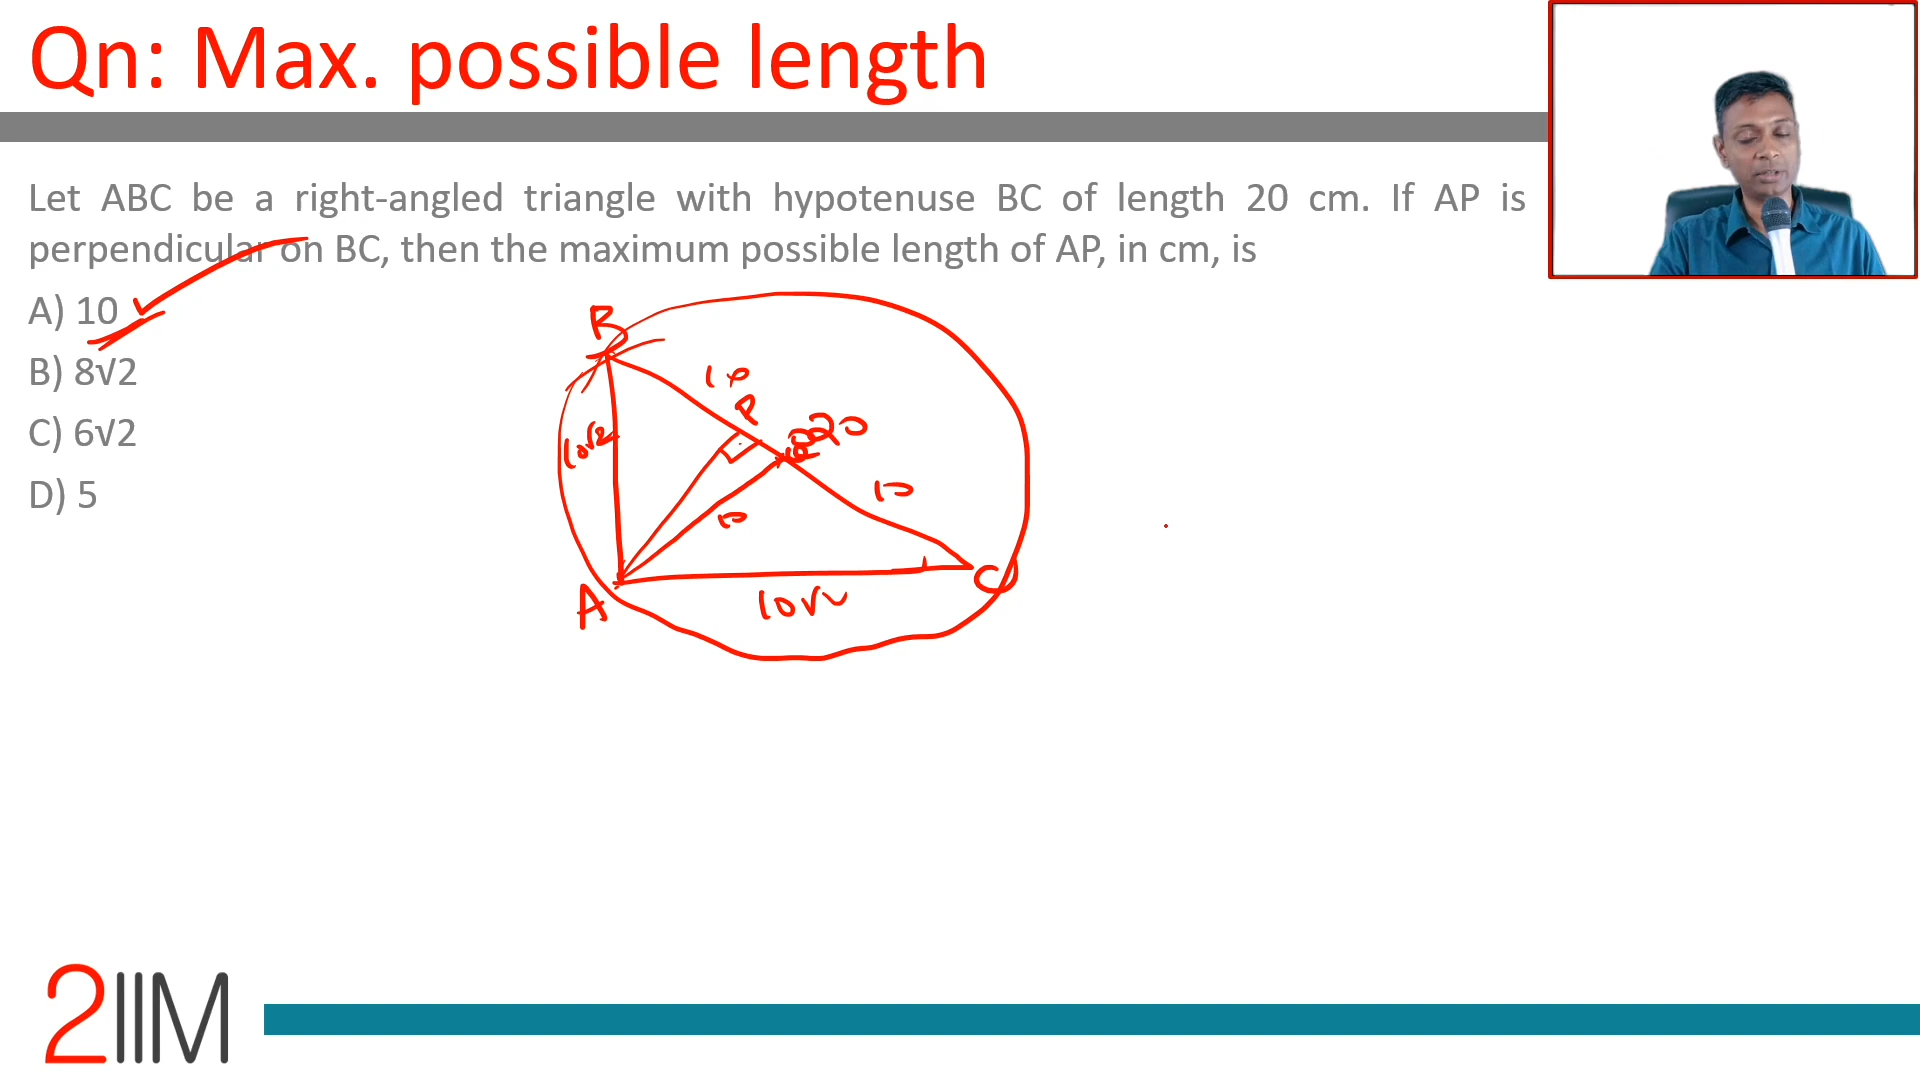 Qn: Max. possible length
Let ABC be a right-angled triangle with hypotenuse BC of length 20 cm. If AP is
perpendicular on BC, then the maximum possible length of AP, in cm, is
A) 10
B) 8√2
C) 6√2
D) 5
B
10
P
20
10√2
10
10
A
C
10√2
2IIM